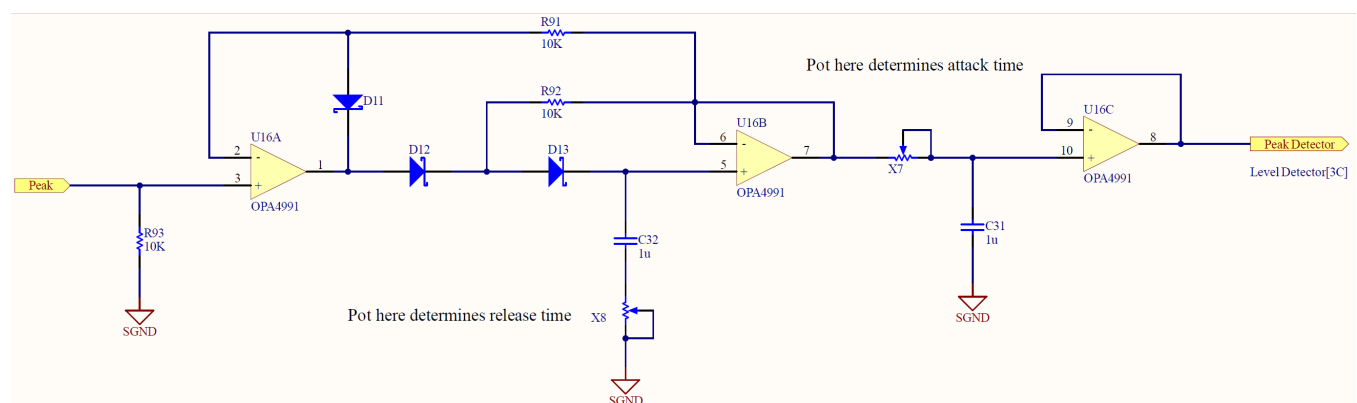 R91
10K
Pot here determines attack time
R92
10K
D11
U16A
2
-
3
+
1
OPA4991
D12
D13
U16B
6
-
5
+
7
OPA4991
X7
U16C
9
-
10
+
8
OPA4991
Peak Detector
Level Detector[3C]
Peak
R93
10K
SGND
C32
1u
C31
1u
SGND
Pot here determines release time
X8
SGND